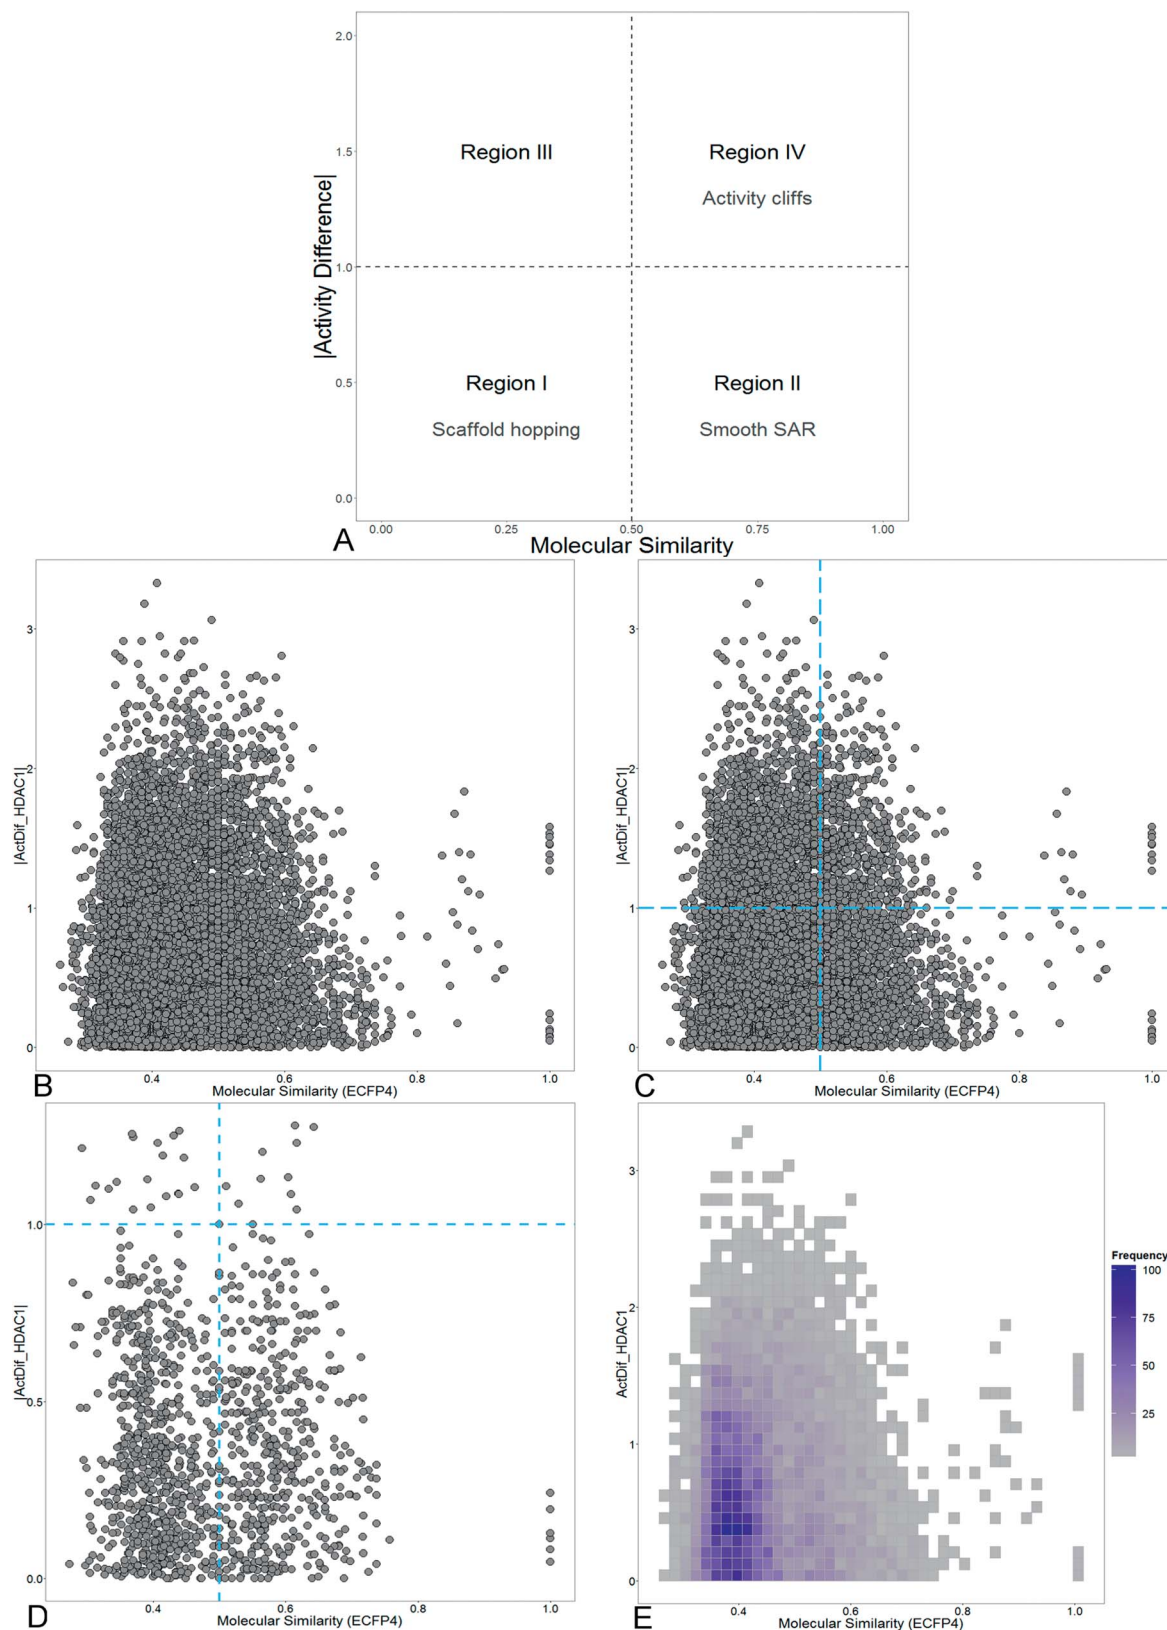 2.0
Region III
Region IV
1.5
Activity cliffs
|Activity Difference|
1.0
Region I
Region II
0.5
Scaffold hopping
Smooth SAR
0.0
0.00
0.25
0.50
0.75
1.00
A
Molecular Similarity
3
2
|ActDif_HDAC1|
1
0
B
0.4
0.6
0.8
1.0
Molecular Similarity (ECFP4)
3
2
|ActDif_HDAC1|
1
0
C
0.4
0.6
0.8
1.0
Molecular Similarity (ECFP4)
1.0
|ActDif_HDAC1|
0.5
0.0
D
0.4
0.6
0.8
1.0
Molecular Similarity (ECFP4)
3
2
ActDif_HDAC1
1
0
E
0.4
0.6
0.8
1.0
Molecular Similarity (ECFP4)
Frequency
100
75
50
25